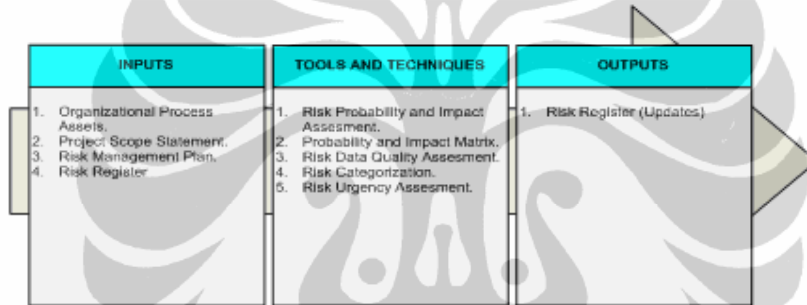 INPUTS
1. Organizational Process
Assets.
2. Project Scope Statement.
3. Risk Management Plan.
4. Risk Register
TOOLS AND TECHNIQUES
1. Risk Probability and Impact
Assesment.
2. Probability and Impact Matrix.
3. Risk Data Quality Assesment.
4. Risk Categorization.
5. Risk Urgency Assesment.
OUTPUTS
1. Risk Register (Updates)